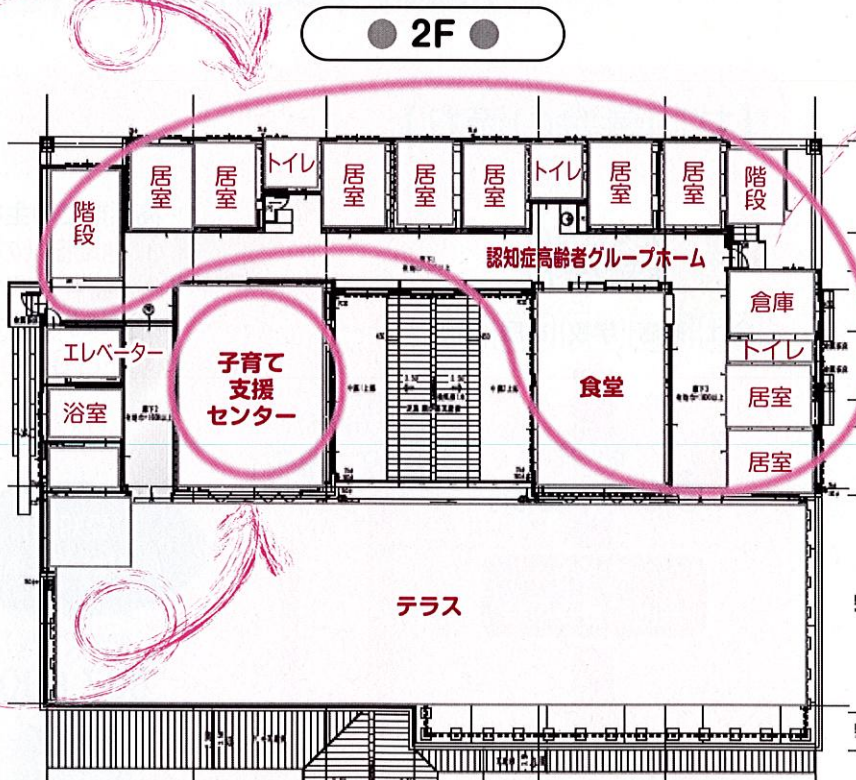 2F
階段
居室
居室
トイレ
居室
居室
居室
トイレ
居室
居室
階段
認知症高齢者グループホーム
倉庫
トイレ
居室
居室
エレベーター
浴室
子育て
支援
センター
食堂
テラス